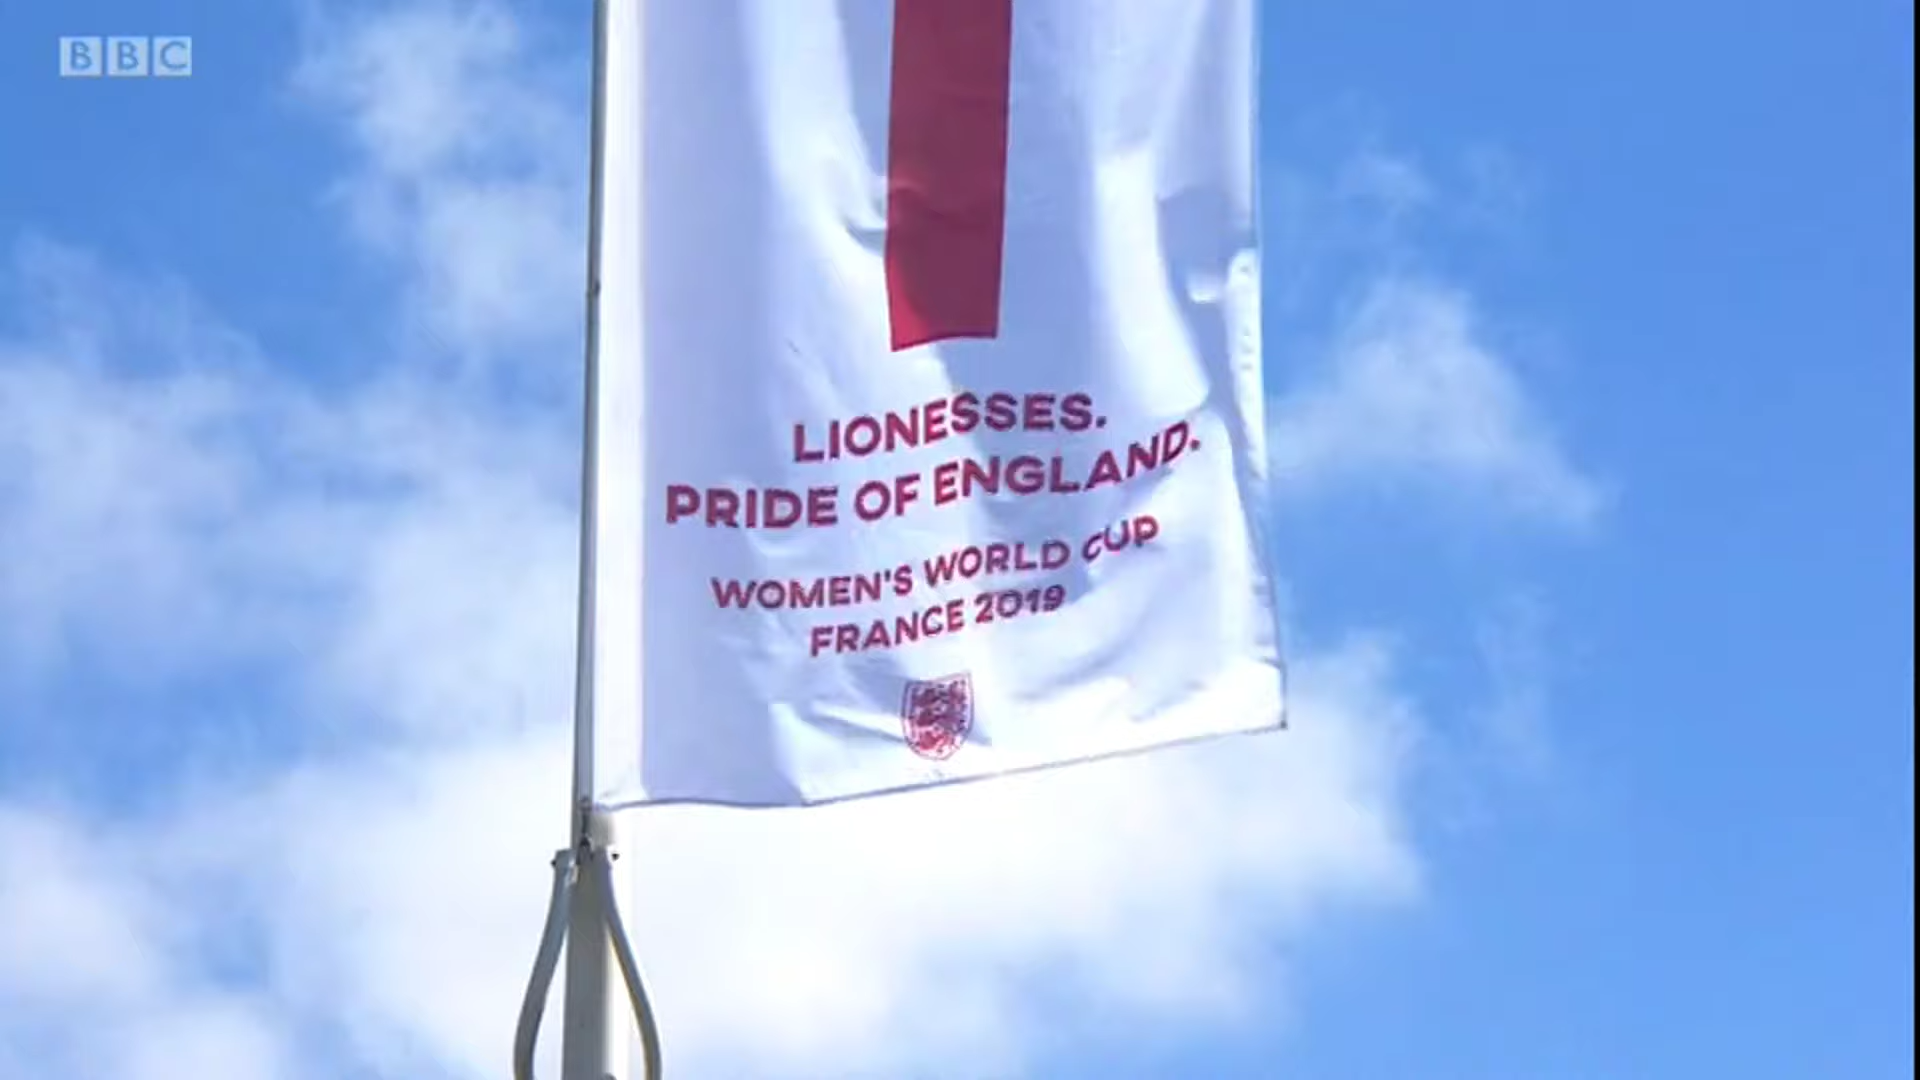 BBC
LIONESSES.
PRIDE OF ENGLAND.
WOMEN'S WORLD CUP
FRANCE 2019